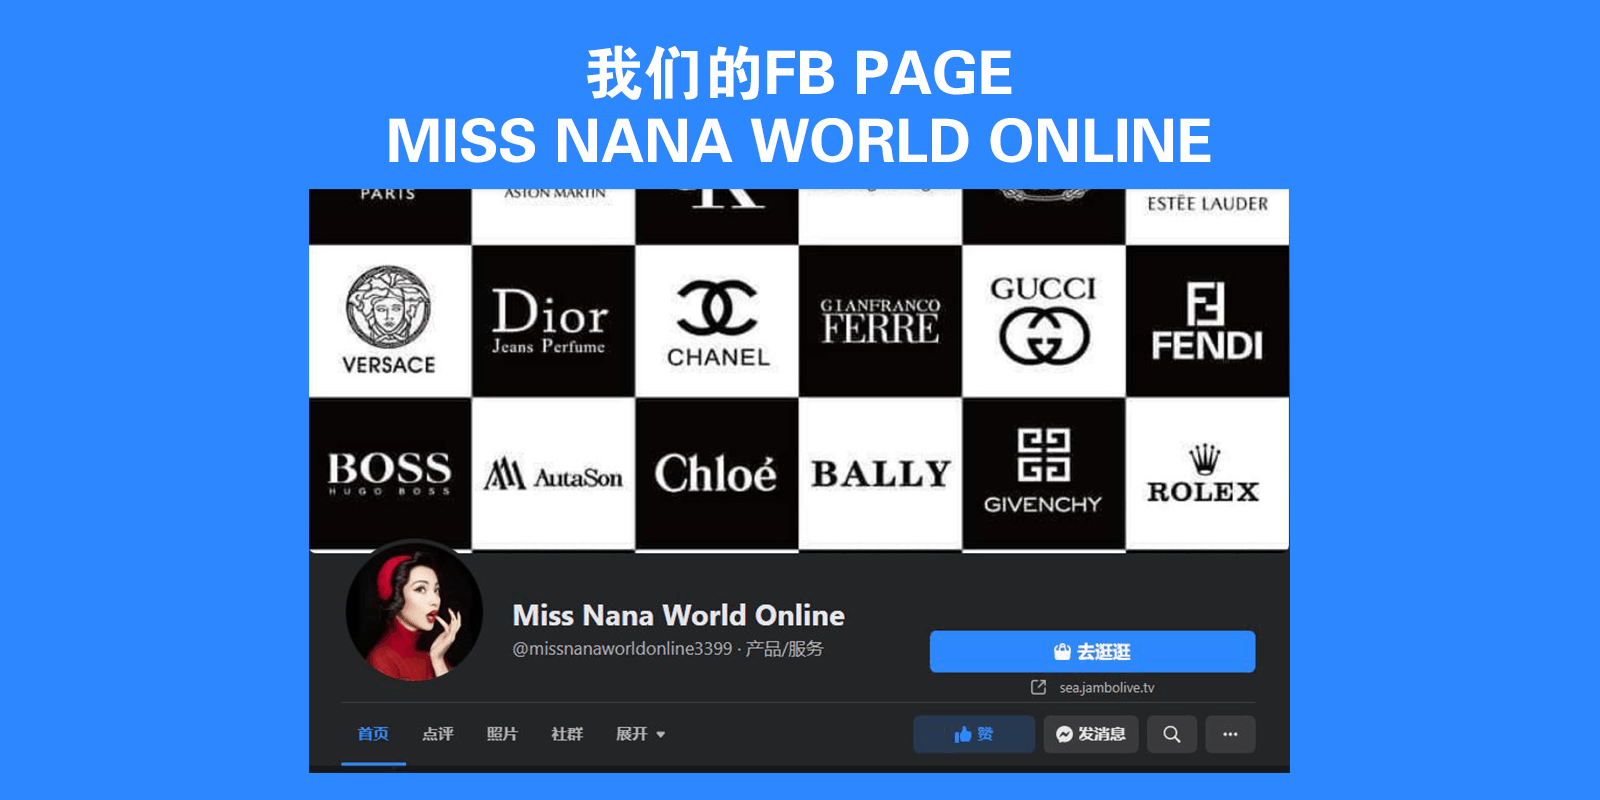 我们的FB PAGE
MISS NANA WORLD ONLINE
PARIS
ASTON MARTIN
K
ESTĒE LAUDER
VERSACE
Dior
Jeans Perfume
CHANEL
GIANFRANCO
FERRE
GUCCI
FENDI
BOSS
HUGO BOSS
AutaSon
Chloé
BALLY
GIVENCHY
ROLEX
Miss Nana World Online
@missnanaworldonline3399 · 产品/服务
去逛逛
sea.jambolive.tv
首页 点评 照片 社群 展开 赞 发消息